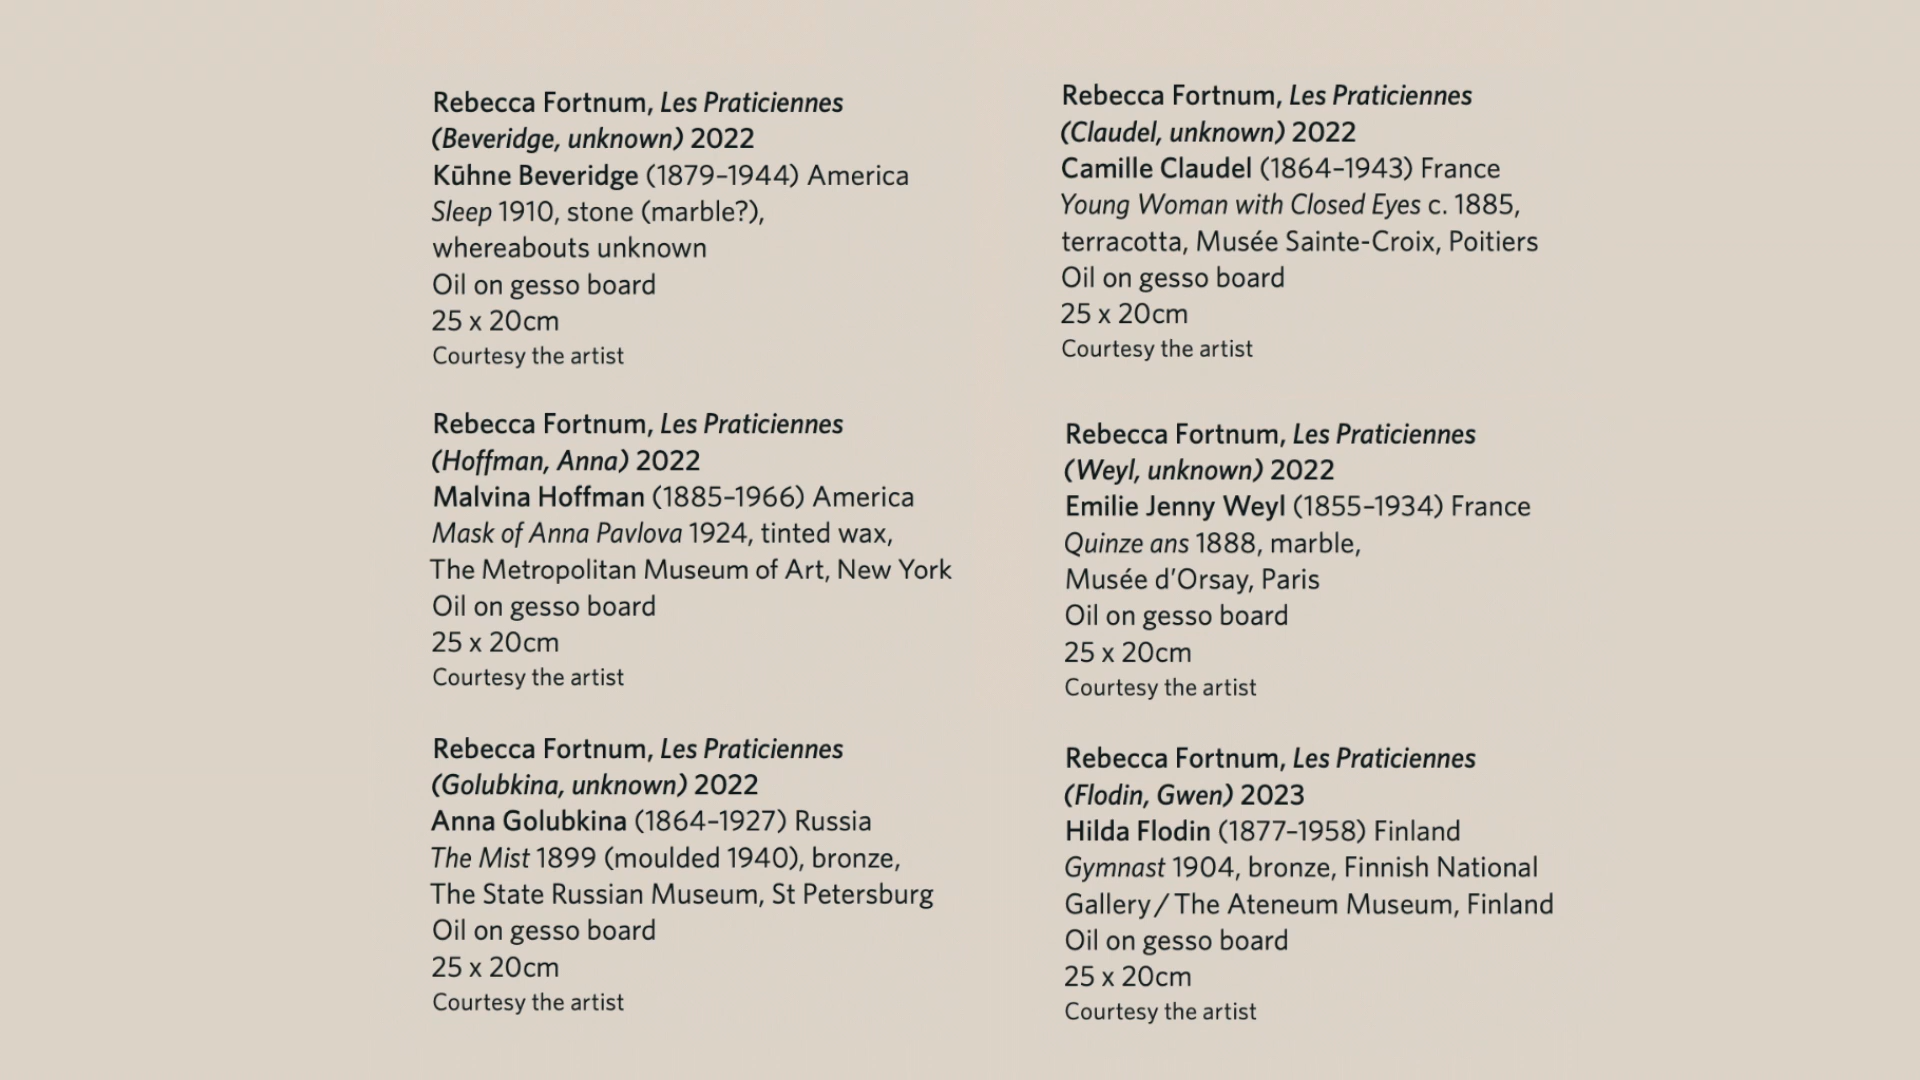 Rebecca Fortnum, Les Praticiennes
(Beveridge, unknown) 2022
Kūhne Beveridge (1879–1944) America
Sleep 1910, stone (marble?),
whereabouts unknown
Oil on gesso board
25 x 20cm
Courtesy the artist
Rebecca Fortnum, Les Praticiennes
(Hoffman, Anna) 2022
Malvina Hoffman (1885–1966) America
Mask of Anna Pavlova 1924, tinted wax,
The Metropolitan Museum of Art, New York
Oil on gesso board
25 x 20cm
Courtesy the artist
Rebecca Fortnum, Les Praticiennes
(Golubkina, unknown) 2022
Anna Golubkina (1864–1927) Russia
The Mist 1899 (moulded 1940), bronze,
The State Russian Museum, St Petersburg
Oil on gesso board
25 x 20cm
Courtesy the artist
Rebecca Fortnum, Les Praticiennes
(Claudel, unknown) 2022
Camille Claudel (1864–1943) France
Young Woman with Closed Eyes c. 1885,
terracotta, Musée Sainte-Croix, Poitiers
Oil on gesso board
25 x 20cm
Courtesy the artist
Rebecca Fortnum, Les Praticiennes
(Weyl, unknown) 2022
Emilie Jenny Weyl (1855–1934) France
Quinze ans 1888, marble,
Musée d’Orsay, Paris
Oil on gesso board
25 x 20cm
Courtesy the artist
Rebecca Fortnum, Les Praticiennes
(Flodin, Gwen) 2023
Hilda Flodin (1877–1958) Finland
Gymnast 1904, bronze, Finnish National
Gallery / The Ateneum Museum, Finland
Oil on gesso board
25 x 20cm
Courtesy the artist